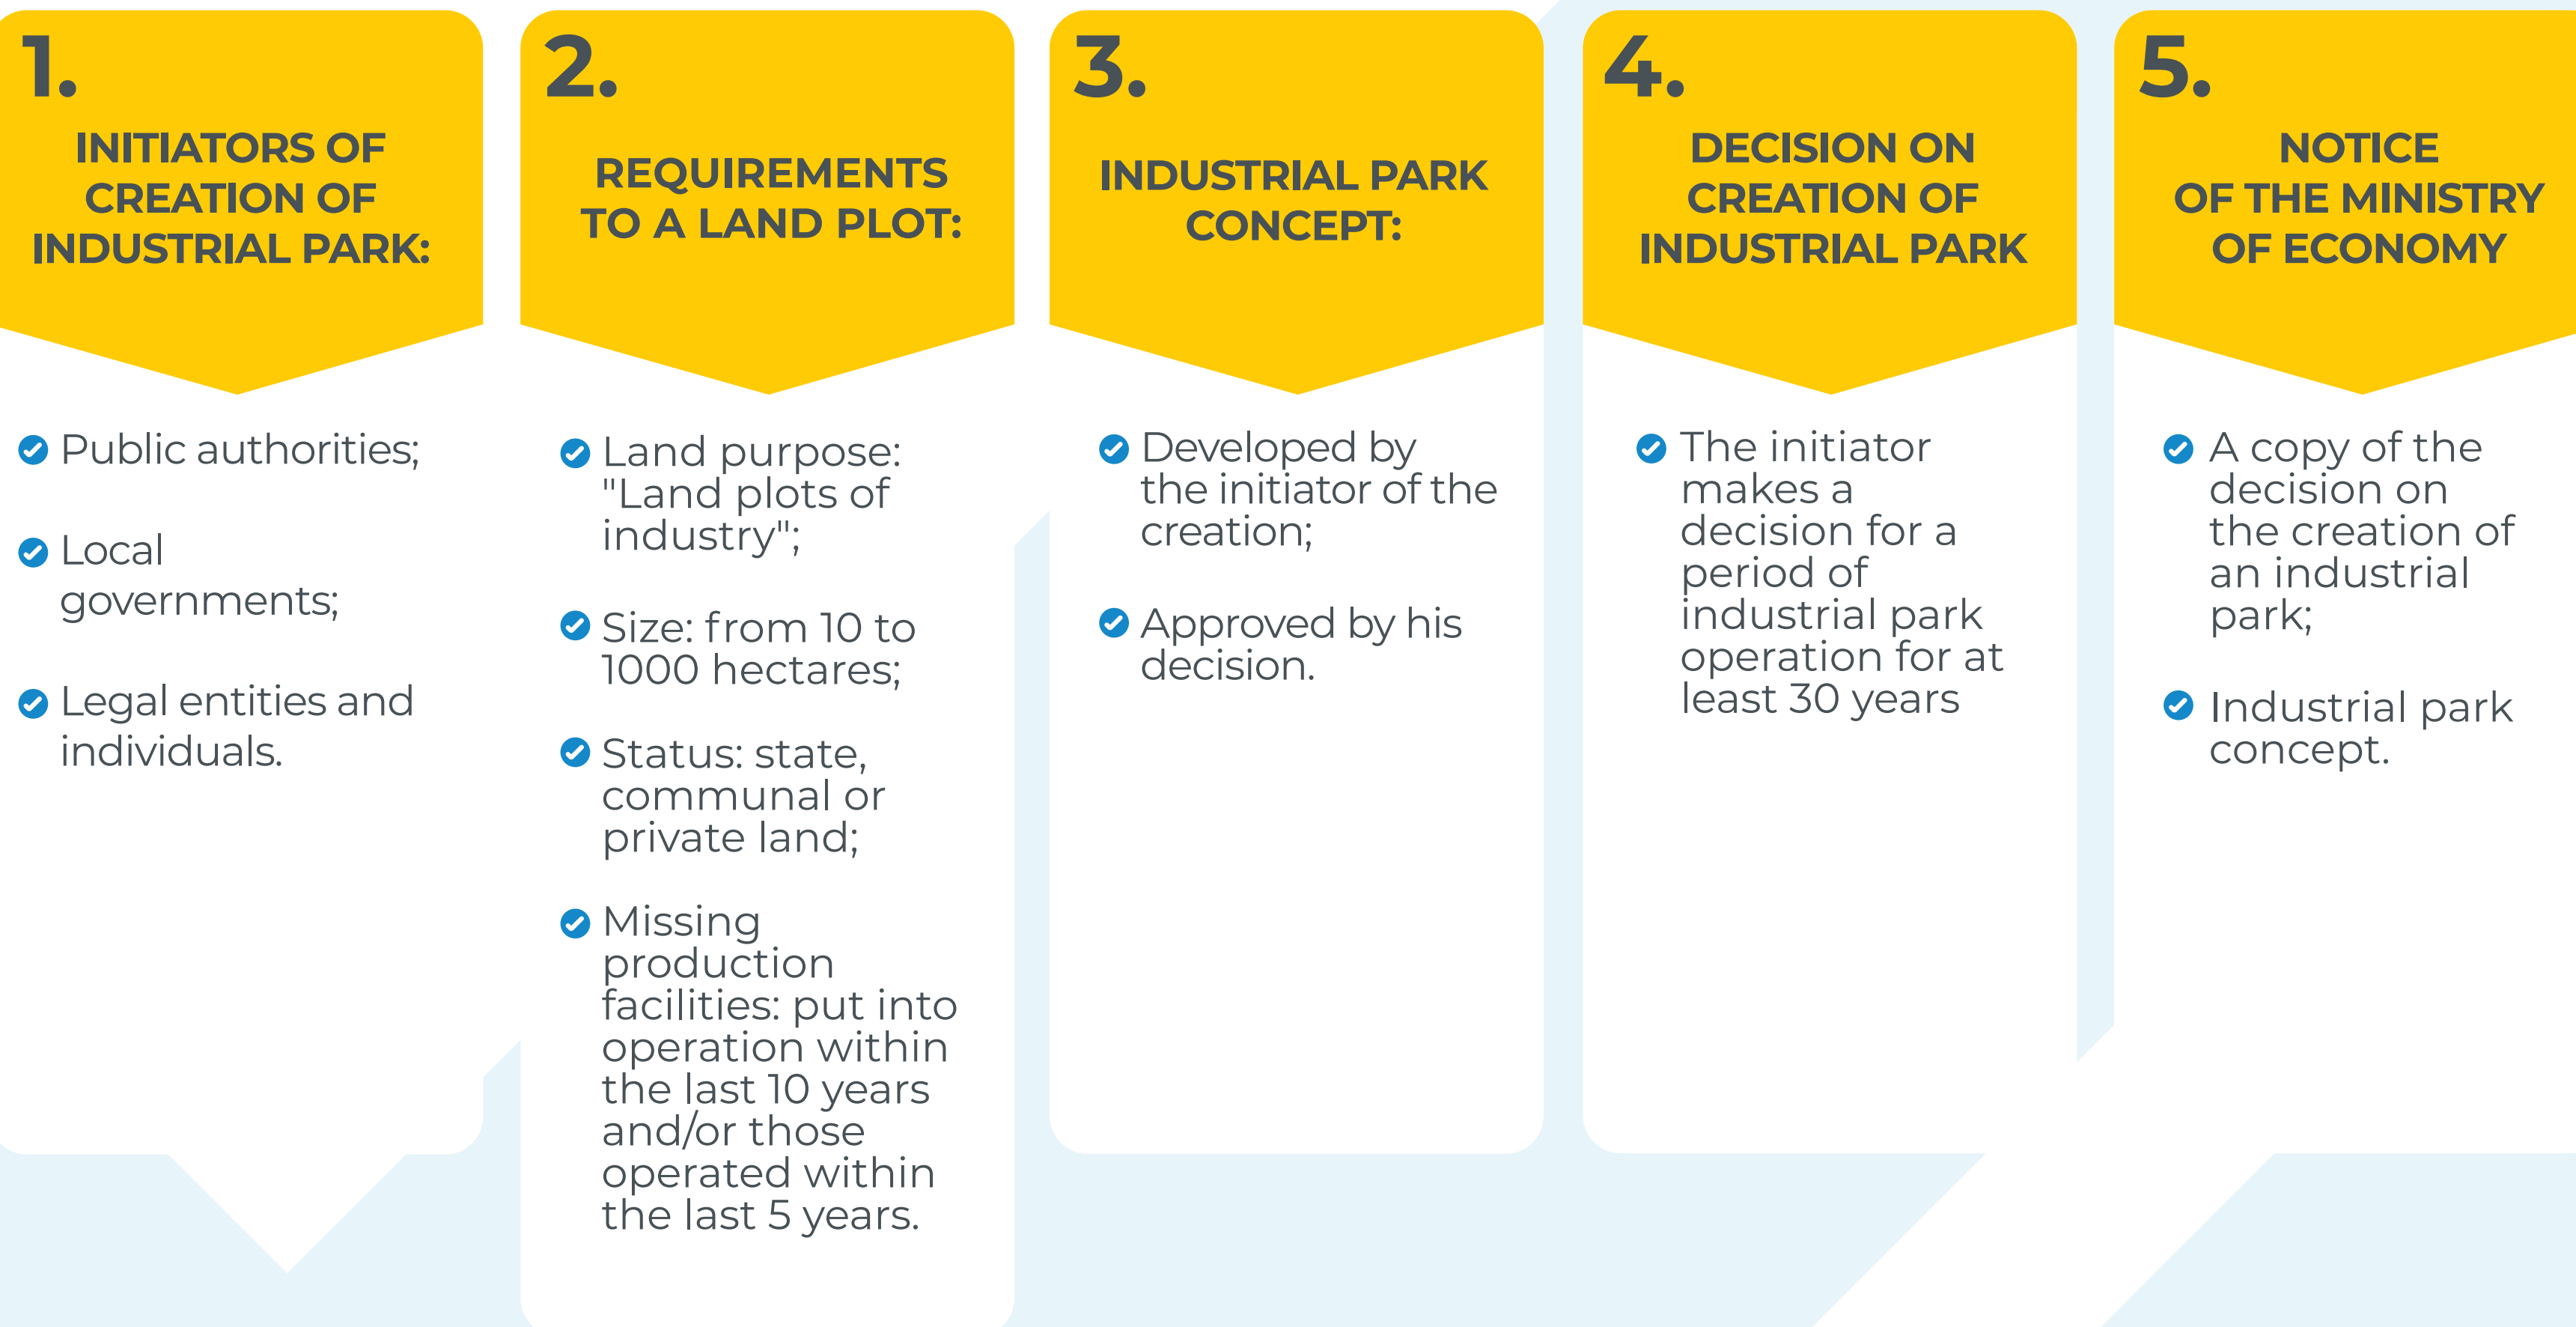 1.
INITIATORS OF
CREATION OF
INDUSTRIAL PARK:
Public authorities;
Local
governments;
Legal entities and
individuals.
2.
REQUIREMENTS
TO A LAND PLOT:
Land purpose:
"Land plots of
industry";
Size: from 10 to
1000 hectares;
Status: state,
communal or
private land;
Missing
production
facilities: put into
operation within
the last 10 years
and/or those
operated within
the last 5 years.
3.
INDUSTRIAL PARK
CONCEPT:
Developed by
the initiator of the
creation;
Approved by his
decision.
4.
DECISION ON
CREATION OF
INDUSTRIAL PARK
The initiator
makes a
decision for a
period of
industrial park
operation for at
least 30 years
5.
NOTICE
OF THE MINISTRY
OF ECONOMY
A copy of the
decision on
the creation of
an industrial
park;
Industrial park
concept.